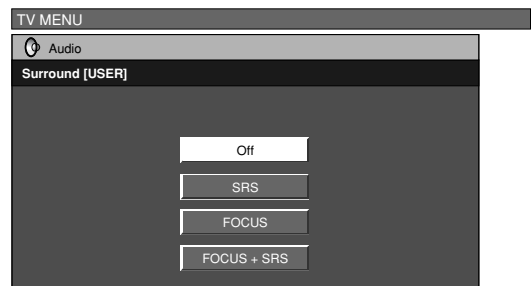 TV MENU
Audio
Surround [USER]
Off
SRS
FOCUS
FOCUS + SRS